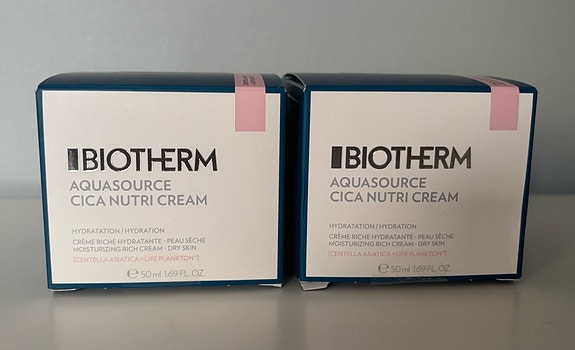 BIOTHERM
AQUASOURCE
CICA NUTRI CREAM
HYDRATATION / HYDRATION
CRÈME RICHE HYDRATANTE - PEAU SÈCHE
MOISTURIZING RICH CREAM - DRY SKIN
[CENTELLA ASIATICA + LIFE PLANKTON™]
℮ 50 ml 1.69 FL. OZ.
BIOTHERM
AQUASOURCE
CICA NUTRI CREAM
HYDRATATION / HYDRATION
CRÈME RICHE HYDRATANTE - PEAU SÈCHE
MOISTURIZING RICH CREAM - DRY SKIN
[CENTELLA ASIATICA + LIFE PLANKTON™]
℮ 50 ml 1.69 FL. OZ.